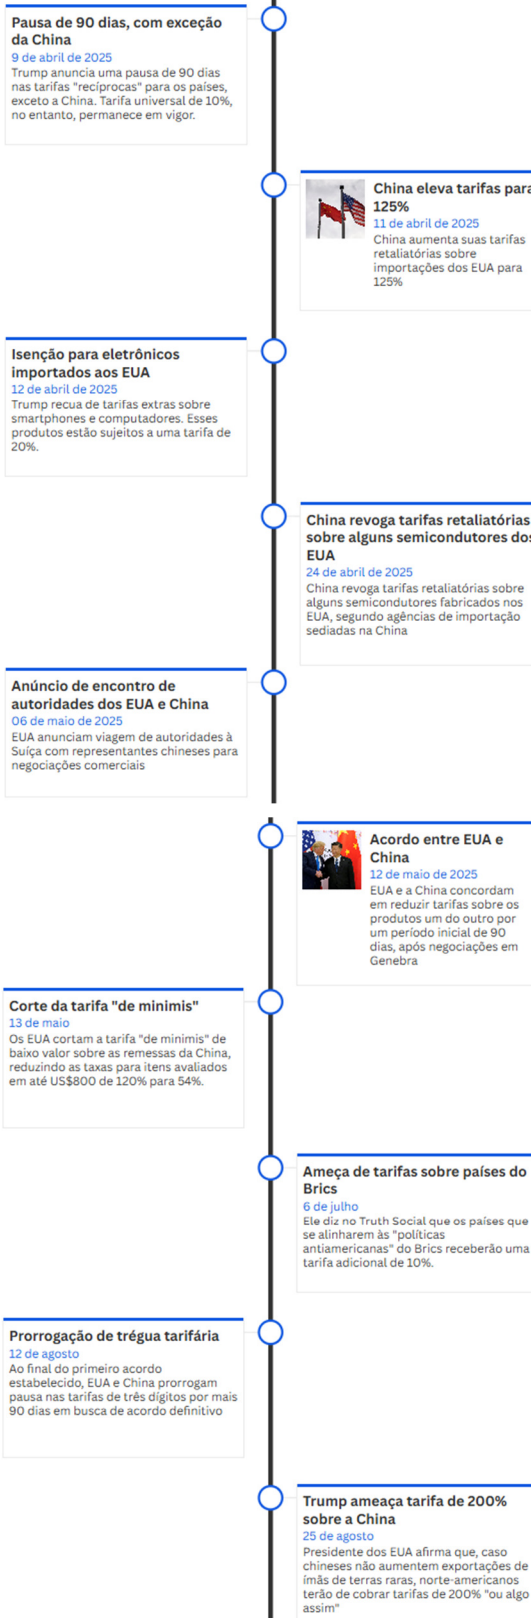 Pausa de 90 dias, com exceção
da China
9 de abril de 2025
Trump anuncia uma pausa de 90 dias
nas tarifas "recíprocas" para os países,
exceto a China. Tarifa universal de 10%,
no entanto, permanece em vigor.
China eleva tarifas para
125%
11 de abril de 2025
China aumenta suas tarifas
retaliatórias sobre
importações dos EUA para
125%
Isenção para eletrônicos
importados aos EUA
12 de abril de 2025
Trump recua de tarifas extras sobre
smartphones e computadores. Esses
produtos estão sujeitos a uma tarifa de
20%.
China revoga tarifas retaliatórias
sobre alguns semicondutores dos
EUA
24 de abril de 2025
China revoga tarifas retaliatórias sobre
alguns semicondutores fabricados nos
EUA, segundo agências de importação
sediadas na China
Anúncio de encontro de
autoridades dos EUA e China
06 de maio de 2025
EUA anunciam viagem de autoridades à
Suíça com representantes chineses para
negociações comerciais
Acordo entre EUA e
China
12 de maio de 2025
EUA e a China concordam
em reduzir tarifas sobre os
produtos um do outro por
um período inicial de 90
dias, após negociações em
Genebra
Corte da tarifa "de minimis"
13 de maio
Os EUA cortam a tarifa "de minimis" de
baixo valor sobre as remessas da China,
reduzindo as taxas para itens avaliados
em até US$800 de 120% para 54%.
Ameça de tarifas sobre países do
Brics
6 de julho
Ele diz no Truth Social que os países que
se alinharem às "políticas
antiamericanas" do Brics receberão uma
tarifa adicional de 10%.
Prorrogação de trégua tarifária
12 de agosto
Ao final do primeiro acordo
estabelecido, EUA e China prorrogam
pausa nas tarifas de três dígitos por mais
90 dias em busca de acordo definitivo
Trump ameaça tarifa de 200%
sobre a China
25 de agosto
Presidente dos EUA afirma que, caso
chineses não aumentem exportações de
ímãs de terras raras, norte-americanos
terão de cobrar tarifas de 200% "ou algo
assim"